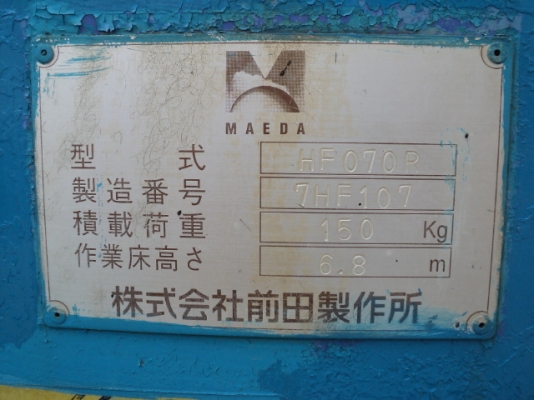 MAEDA
型式 HF070R
製造番号 7HF107
積載荷重 150 Kg
作業床高さ 6.8 m
株式会社前田製作所